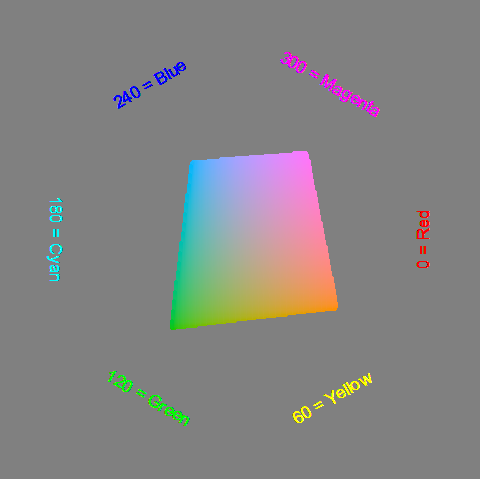 240 = Blue
300 = Magenta
180 = Cyan
0 = Red
120 = Green
60 = Yellow